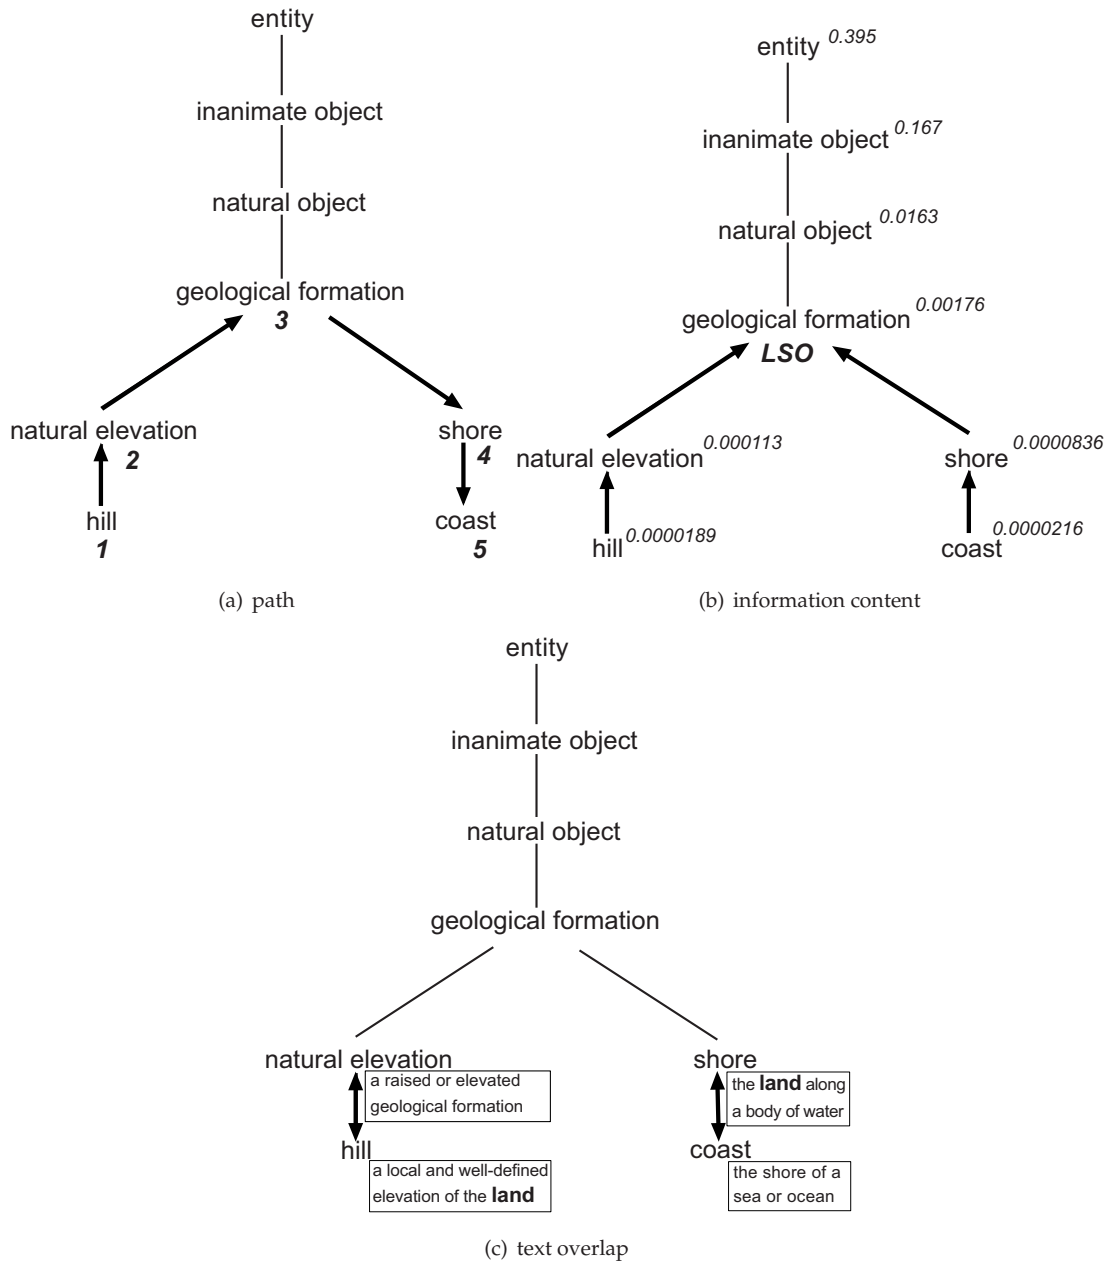 entity
inanimate object
natural object
geological formation
3
natural elevation
2
shore
4
hill
1
coast
5
(a) path
entity 0.395
inanimate object 0.167
natural object 0.0163
geological formation 0.00176
LSO
natural elevation 0.000113
shore 0.0000836
hill 0.0000189
coast 0.0000216
(b) information content
entity
inanimate object
natural object
geological formation
natural elevation
a raised or elevated
geological formation
hill
a local and well-defined
elevation of the land
shore
the land along
a body of water
coast
the shore of a
sea or ocean
(c) text overlap